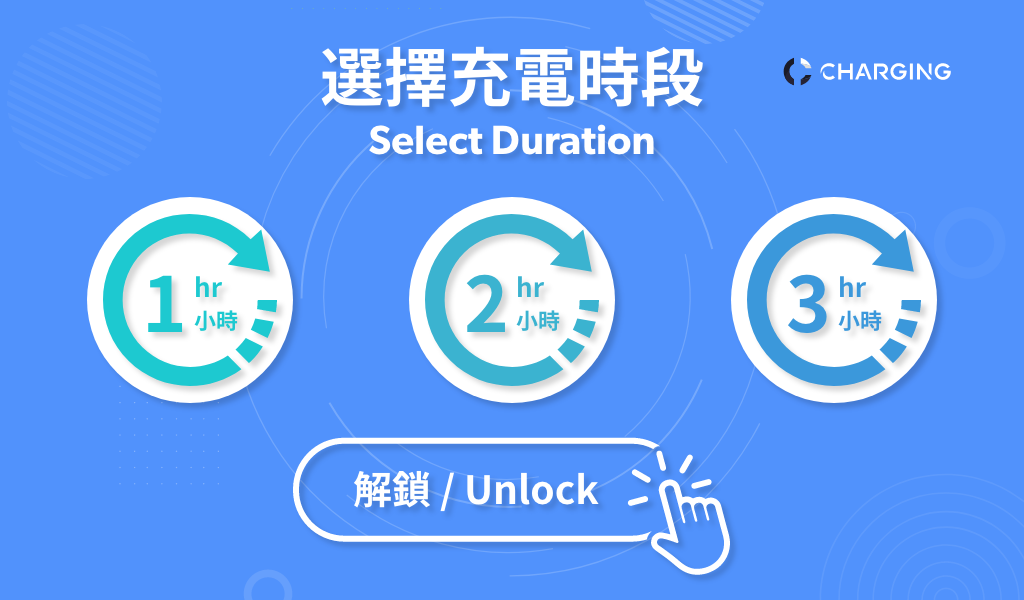 選擇充電時段
Select Duration
CHARGING
1 hr 小時
2 hr 小時
3 hr 小時
解鎖 / Unlock